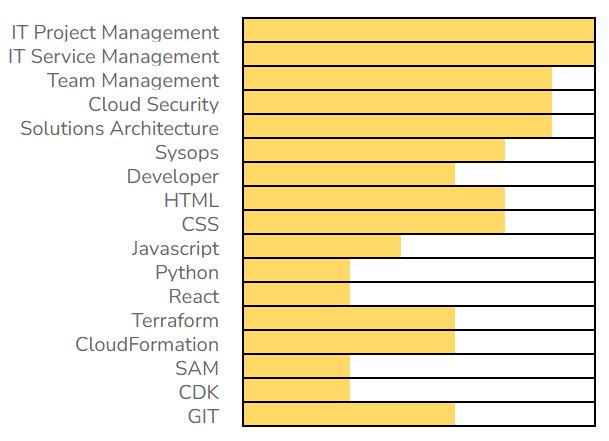 IT Project Management
IT Service Management
Team Management
Cloud Security
Solutions Architecture
Sysops
Developer
HTML
CSS
Javascript
Python
React
Terraform
CloudFormation
SAM
CDK
GIT